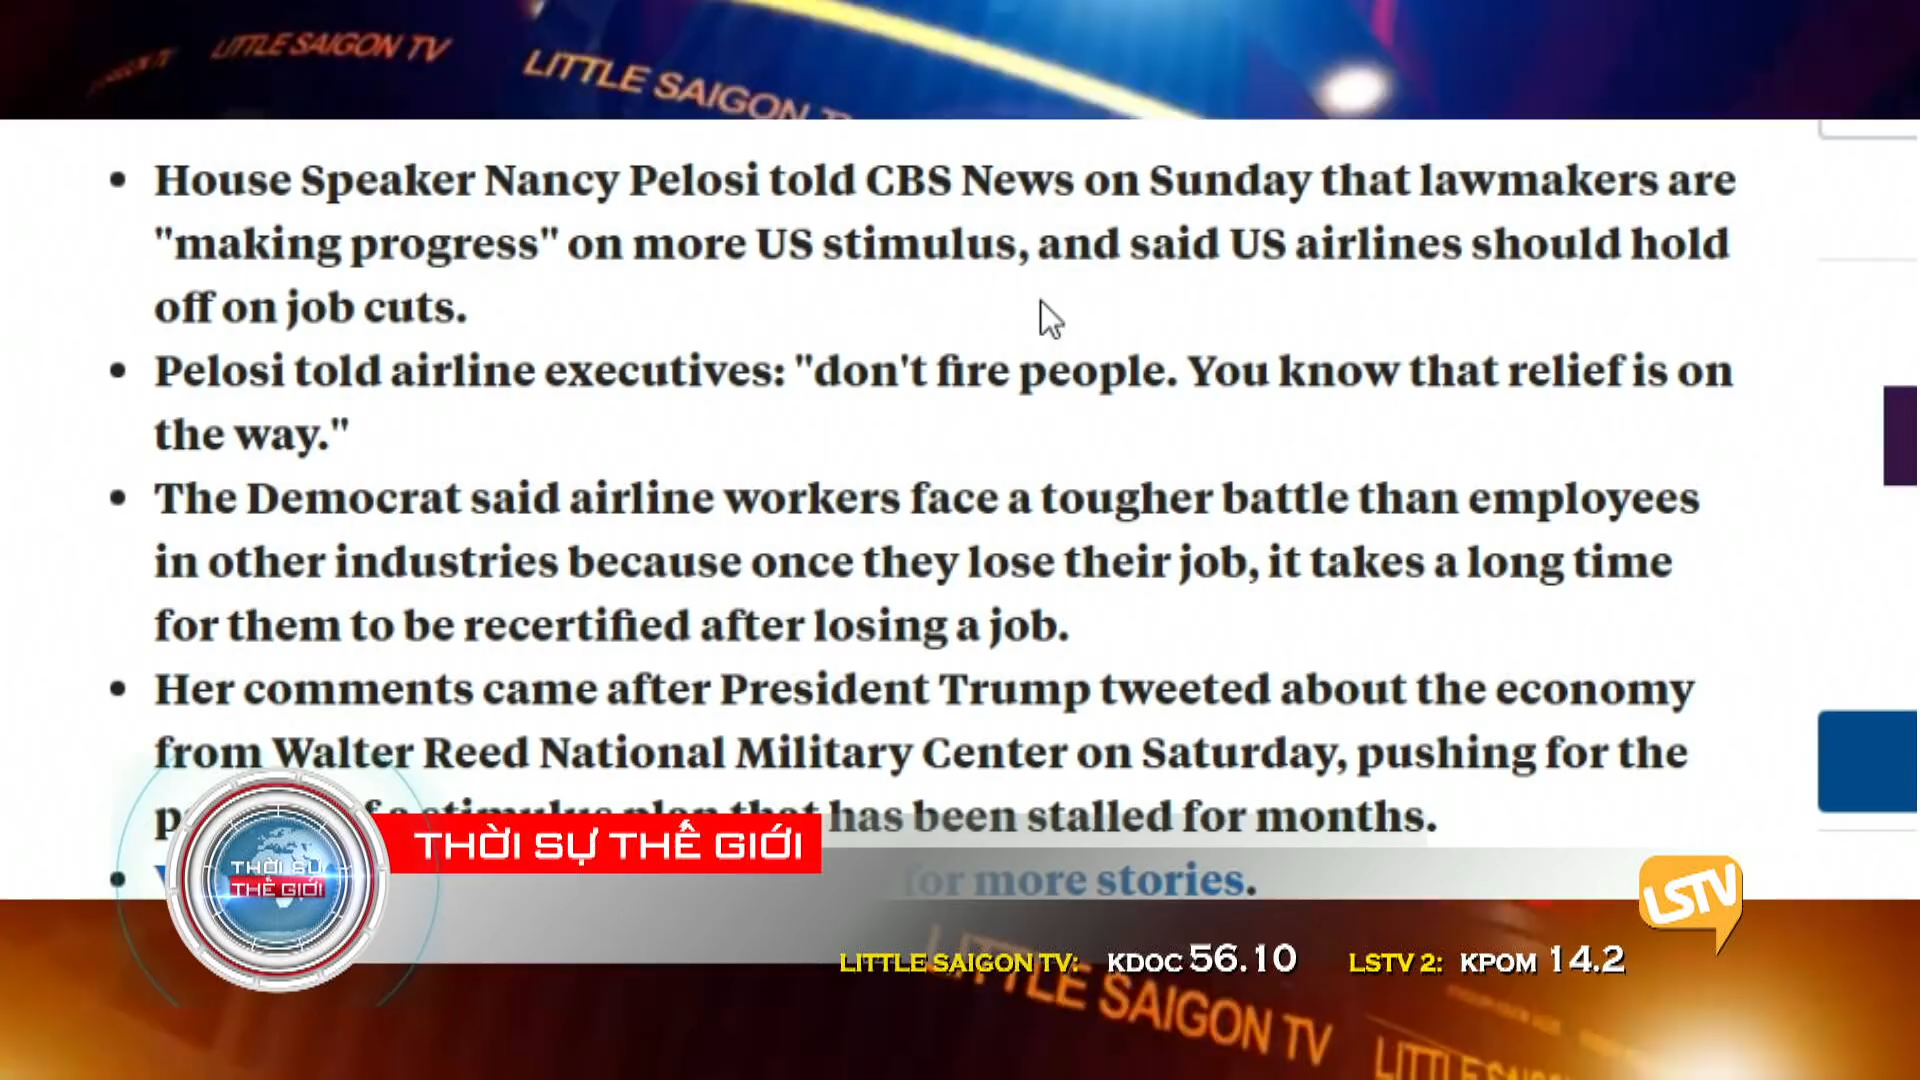 LITTLE SAIGON TV
LITTLE SAIGON TV
• House Speaker Nancy Pelosi told CBS News on Sunday that lawmakers are
"making progress" on more US stimulus, and said US airlines should hold
off on job cuts.
• Pelosi told airline executives: "don't fire people. You know that relief is on
the way."
• The Democrat said airline workers face a tougher battle than employees
in other industries because once they lose their job, it takes a long time
for them to be recertified after losing a job.
• Her comments came after President Trump tweeted about the economy
from Walter Reed National Military Center on Saturday, pushing for the
a stimulus plan that has been stalled for months.
THỜI SỰ THẾ GIỚI
THỜI SỰ
THẾ GIỚI
for more stories.
LSTV
LITTLE SAIGON TV: KDOC 56.10 LSTV 2: KPOM 14.2
LITTLE SAIGON TV
LITTLE